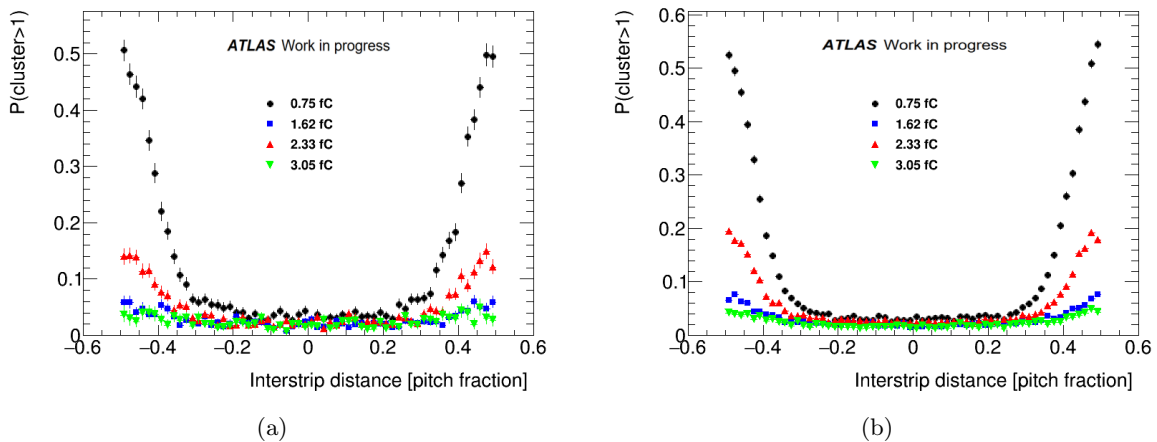 ATLAS Work in progress
P(cluster>1)
0.5
0.4
0.3
0.2
0.1
0
0.75 fC
1.62 fC
2.33 fC
3.05 fC
−0.6 −0.4 −0.2 0 0.2 0.4 0.6
Interstrip distance [pitch fraction]
(a)
ATLAS Work in progress
P(cluster>1)
0.6
0.5
0.4
0.3
0.2
0.1
0
0.75 fC
1.62 fC
2.33 fC
3.05 fC
−0.6 −0.4 −0.2 0 0.2 0.4 0.6
Interstrip distance [pitch fraction]
(b)